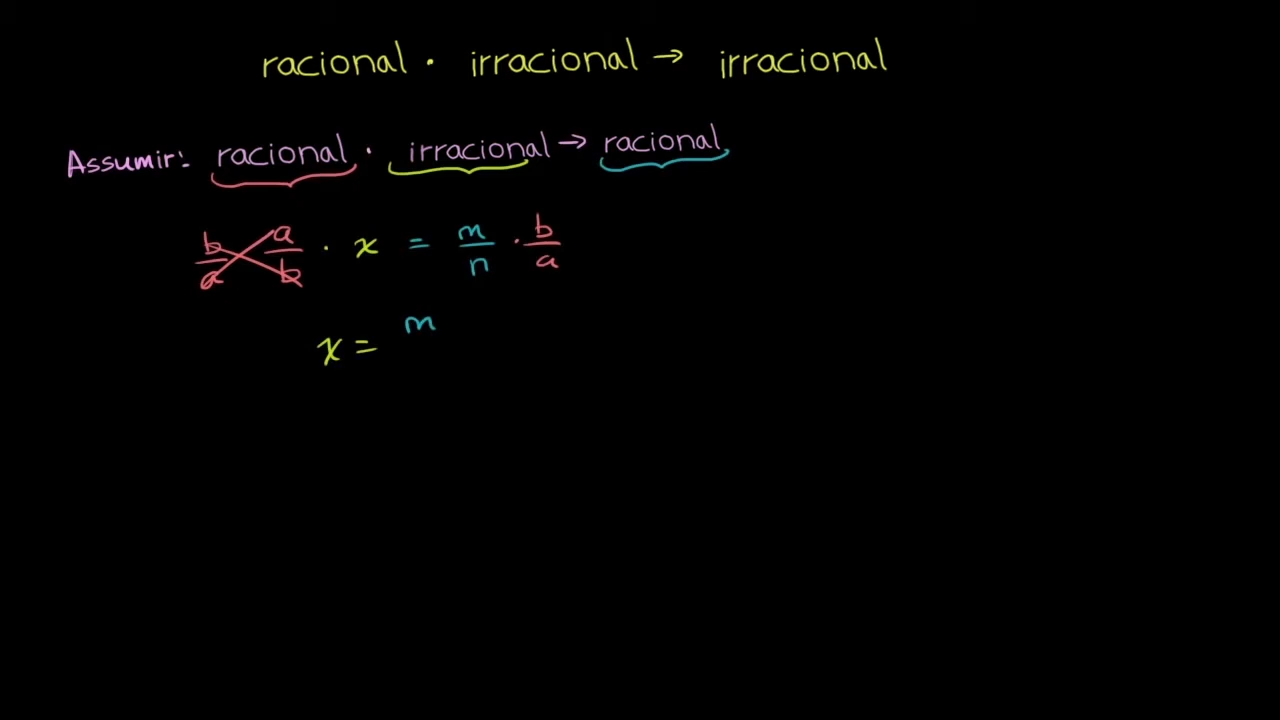 racional · irracional → irracional
Assumir: racional · irracional → racional
b/a a/b · x = m/n · b/a
x = m